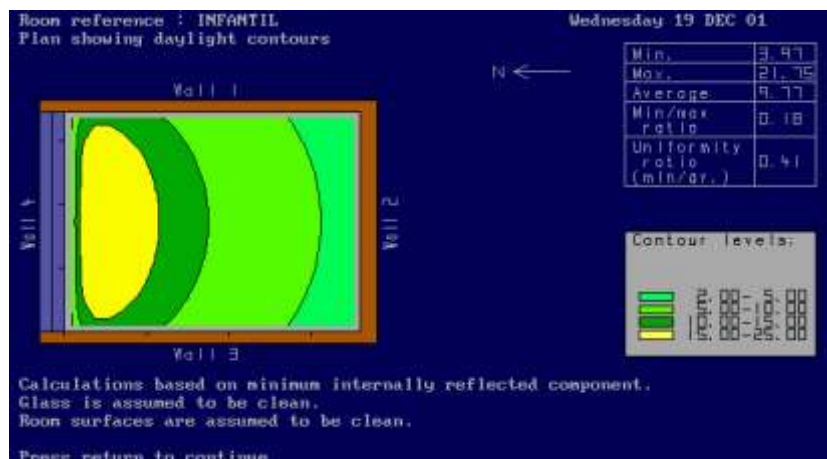 Room reference : INFANTIL
Wednesday 19 DEC 01
Plan showing daylight contours
N
Min. 3.97
Max. 21.75
Average 9.77
Min/max
ratio 0.18
Uniformity
ratio 0.41
(min/av.)
Wall 1
Wall 4
Wall 2
Wall 3
Contour levels:
Calculations based on minimum internally reflected component.
Glass is assumed to be clean.
Room surfaces are assumed to be clean.
Press return to continue